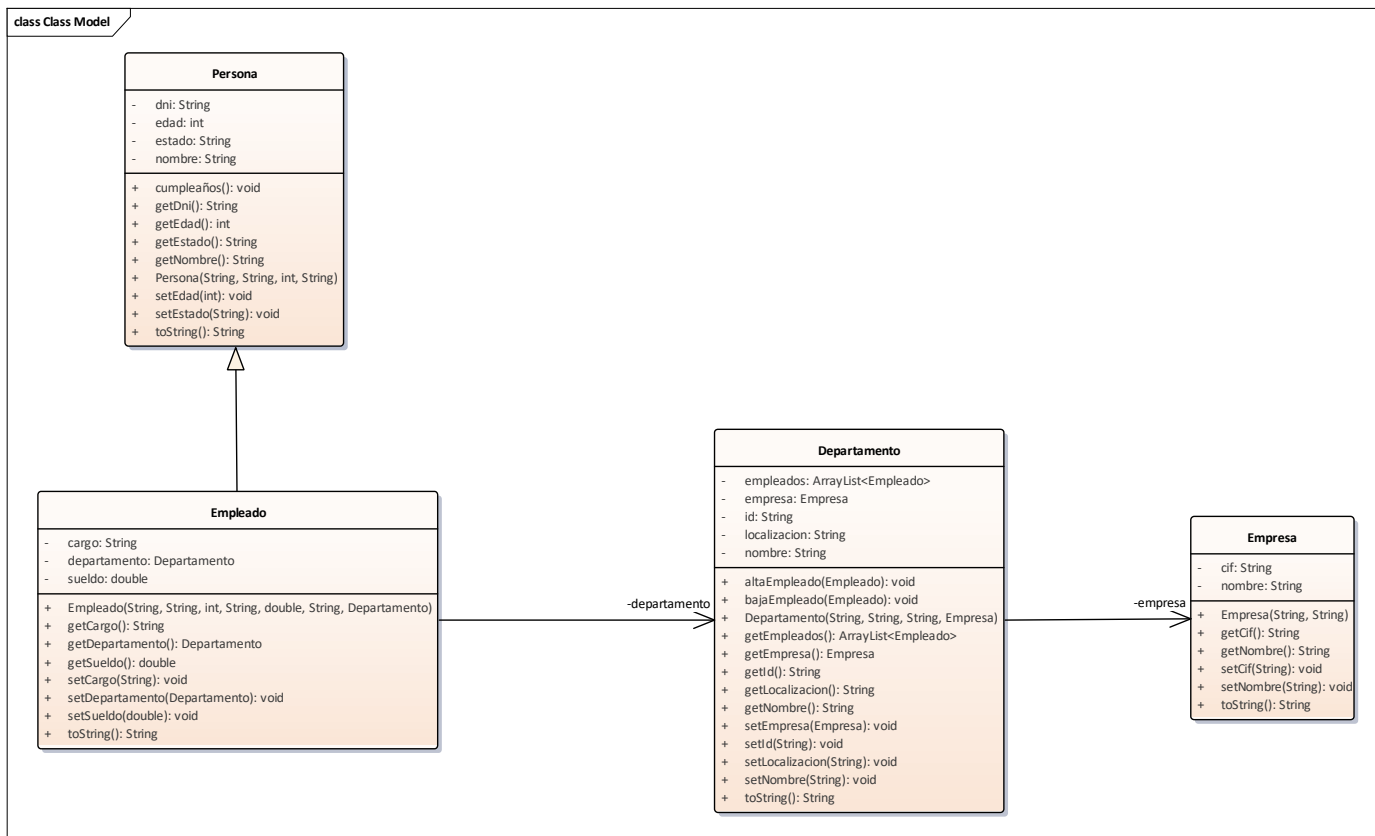 class Class Model
Persona
- dni: String
- edad: int
- estado: String
- nombre: String
+ cumpleaños(): void
+ getDni(): String
+ getEdad(): int
+ getEstado(): String
+ getNombre(): String
+ Persona(String, String, int, String)
+ setEdad(int): void
+ setEstado(String): void
+ toString(): String
Empleado
- cargo: String
- departamento: Departamento
- sueldo: double
+ Empleado(String, String, int, String, double, String, Departamento)
+ getCargo(): String
+ getDepartamento(): Departamento
+ getSueldo(): double
+ setCargo(String): void
+ setDepartamento(Departamento): void
+ setSueldo(double): void
+ toString(): String
-departamento
Departamento
- empleados: ArrayList<Empleado>
- empresa: Empresa
- id: String
- localizacion: String
- nombre: String
+ altaEmpleado(Empleado): void
+ bajaEmpleado(Empleado): void
+ Departamento(String, String, String, Empresa)
+ getEmpleados(): ArrayList<Empleado>
+ getEmpresa(): Empresa
+ getId(): String
+ getLocalizacion(): String
+ getNombre(): String
+ setEmpresa(Empresa): void
+ setId(String): void
+ setLocalizacion(String): void
+ setNombre(String): void
+ toString(): String
-empresa
Empresa
- cif: String
- nombre: String
+ Empresa(String, String)
+ getCif(): String
+ getNombre(): String
+ setCif(String): void
+ setNombre(String): void
+ toString(): String